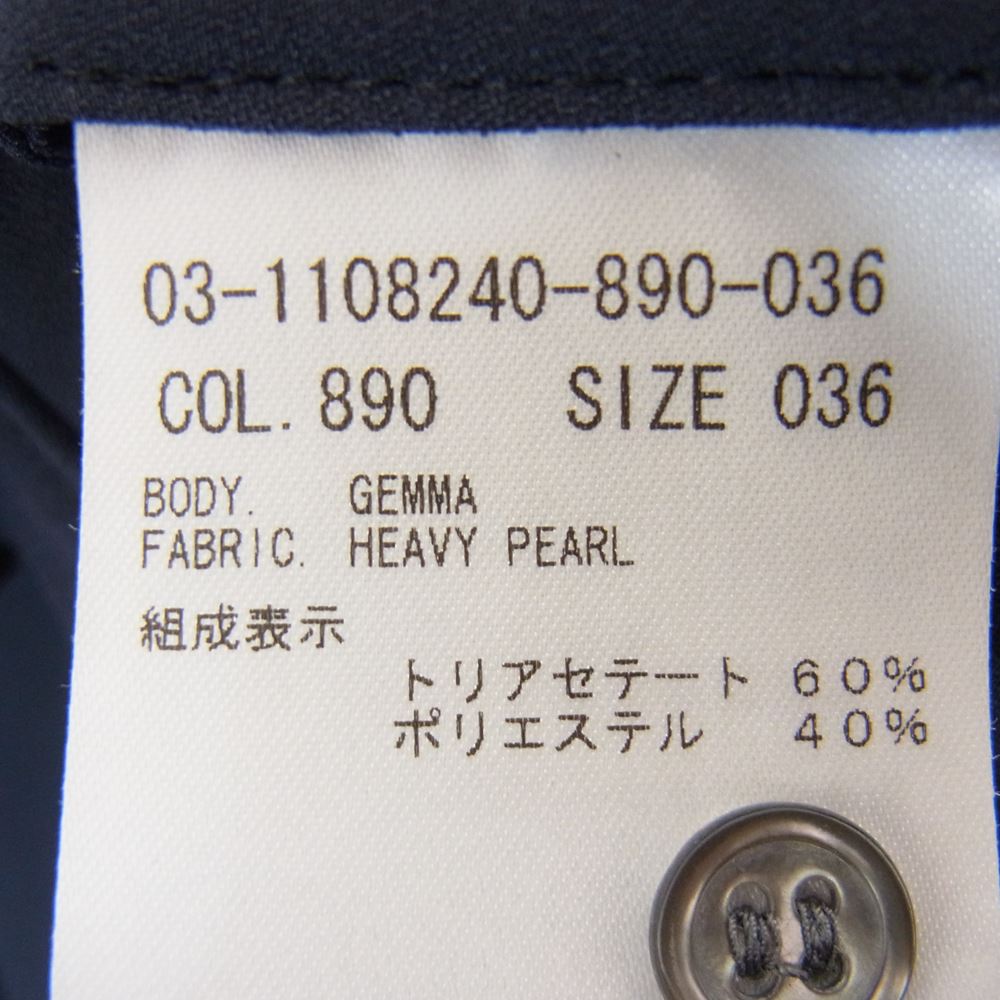 03-1108240-890-036
COL. 890 SIZE 036
BODY. GEMMA
FABRIC. HEAVY PEARL
組成表示
トリアセテート 60%
ポリエステル 40%